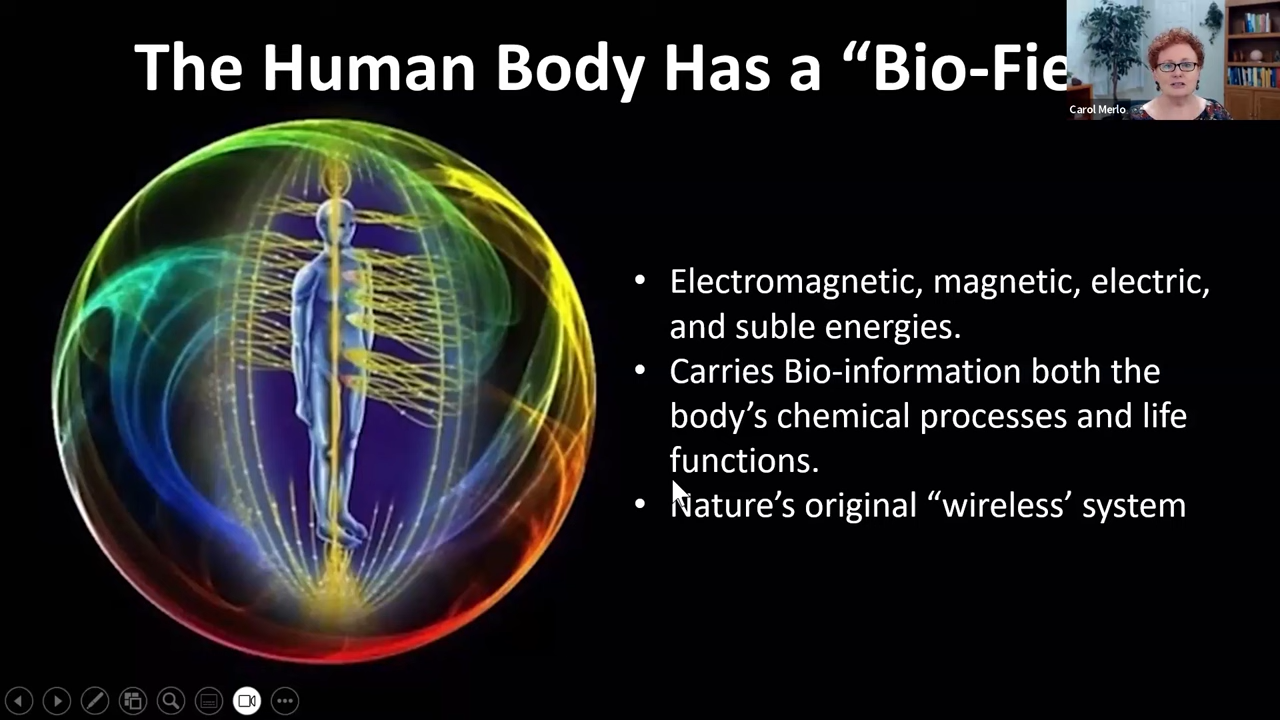 The Human Body Has a “Bio-Fie
Carol Merlo
• Electromagnetic, magnetic, electric,
and suble energies.
• Carries Bio-information both the
body’s chemical processes and life
functions.
• Nature’s original “wireless’ system